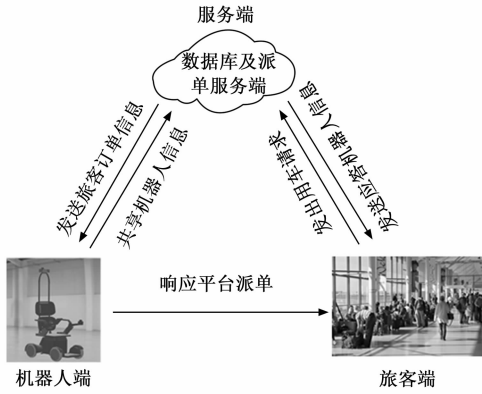 服务端
数据库及派
单服务端
发送旅客订单信息
共享机器人信息
发出用车请求
发送应答机器人信息
响应平台派单
机器人端
旅客端